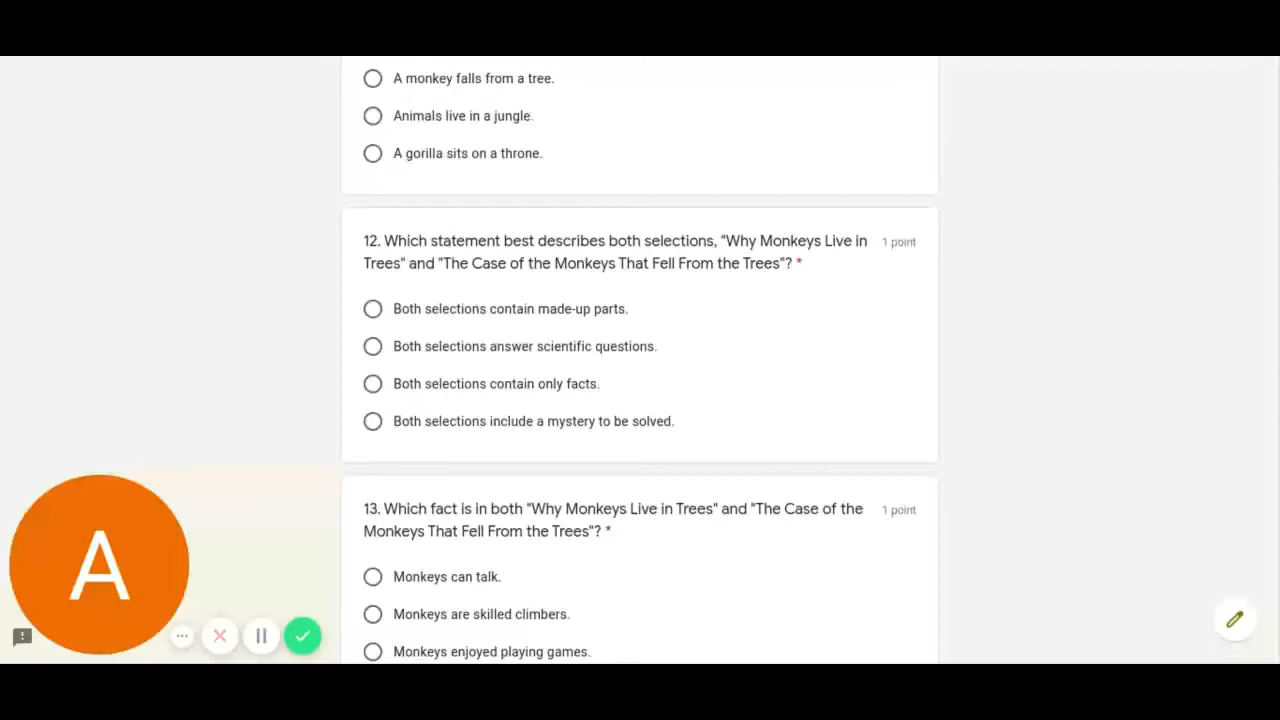 A monkey falls from a tree.
Animals live in a jungle.
A gorilla sits on a throne.
12. Which statement best describes both selections, "Why Monkeys Live in
Trees" and "The Case of the Monkeys That Fell From the Trees"? *
1 point
Both selections contain made-up parts.
Both selections answer scientific questions.
Both selections contain only facts.
Both selections include a mystery to be solved.
13. Which fact is in both "Why Monkeys Live in Trees" and "The Case of the
Monkeys That Fell From the Trees"? *
1 point
Monkeys can talk.
Monkeys are skilled climbers.
Monkeys enjoyed playing games.
A